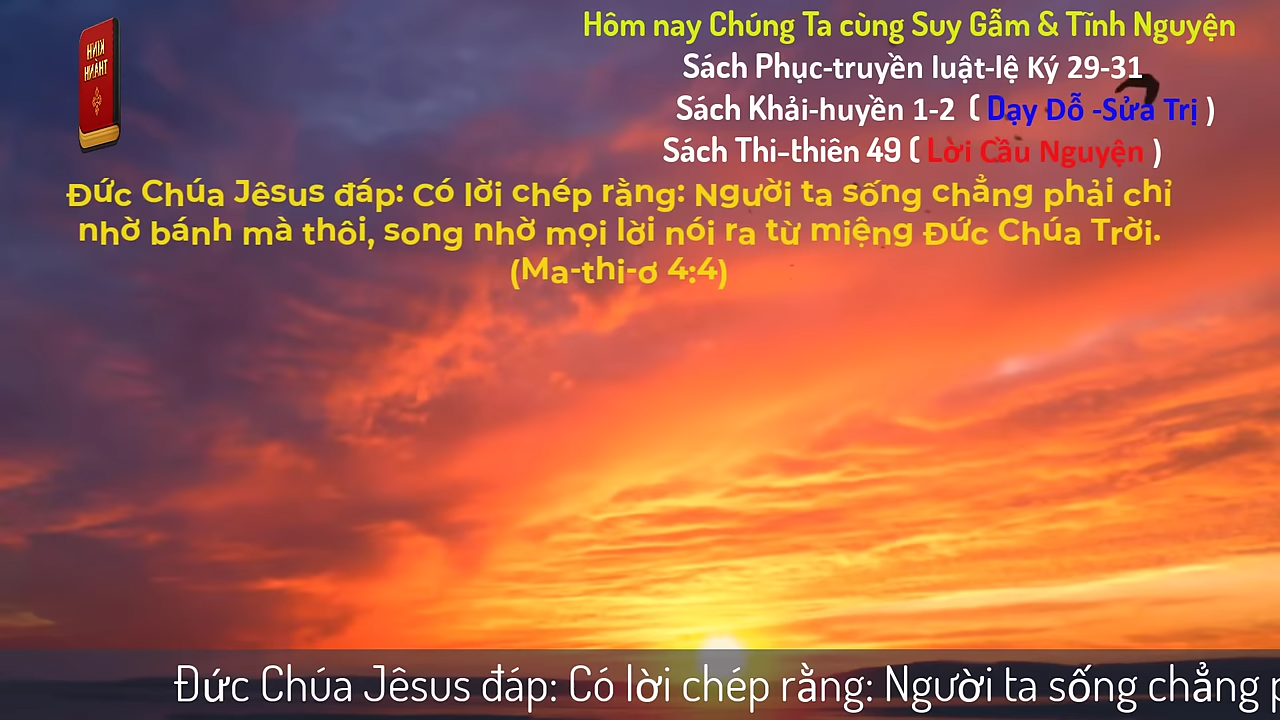 KINH
THÁNH
Hôm nay Chúng Ta cùng Suy Gẫm & Tĩnh Nguyện
Sách Phục-truyền luật-lệ Ký 29-31
Sách Khải-huyền 1-2 ( Dạy Đỗ -Sửa Trị )
Sách Thi-thiên 49 ( Lời Cầu Nguyện )
Đức Chúa Jêsus đáp: Có lời chép rằng: Người ta sống chẳng phải chỉ
nhờ bánh mà thôi, song nhờ mọi lời nói ra từ miệng Đức Chúa Trời.
(Ma-thi-ơ 4:4)
Đức Chúa Jêsus đáp: Có lời chép rằng: Người ta sống chẳng